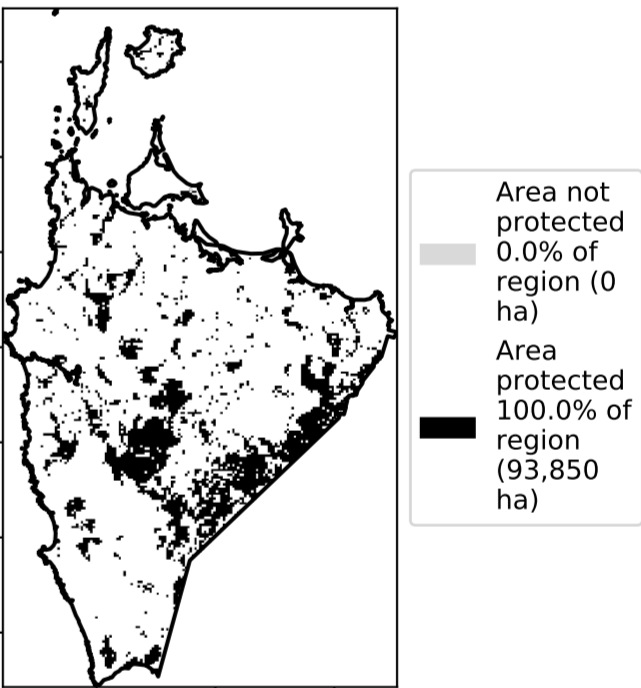 Area not
protected
0.0% of
region (0
ha)
Area
protected
100.0% of
region
(93,850
ha)